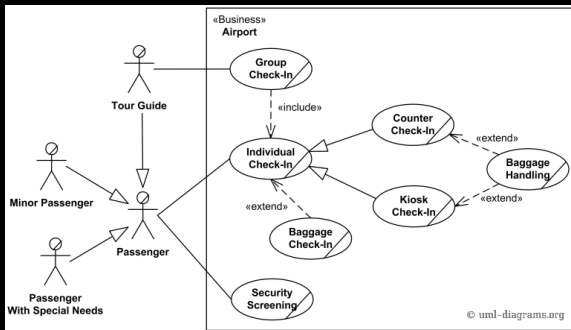 «Business»
Airport
Group
Check-In
Tour Guide
«include»
Counter
Check-In
«extend»
Individual
Check-In
Baggage
Handling
Minor Passenger
Kiosk
Check-In
«extend»
«extend»
Passenger
Baggage
Check-In
Passenger
With Special Needs
Security
Screening
© uml-diagrams.org